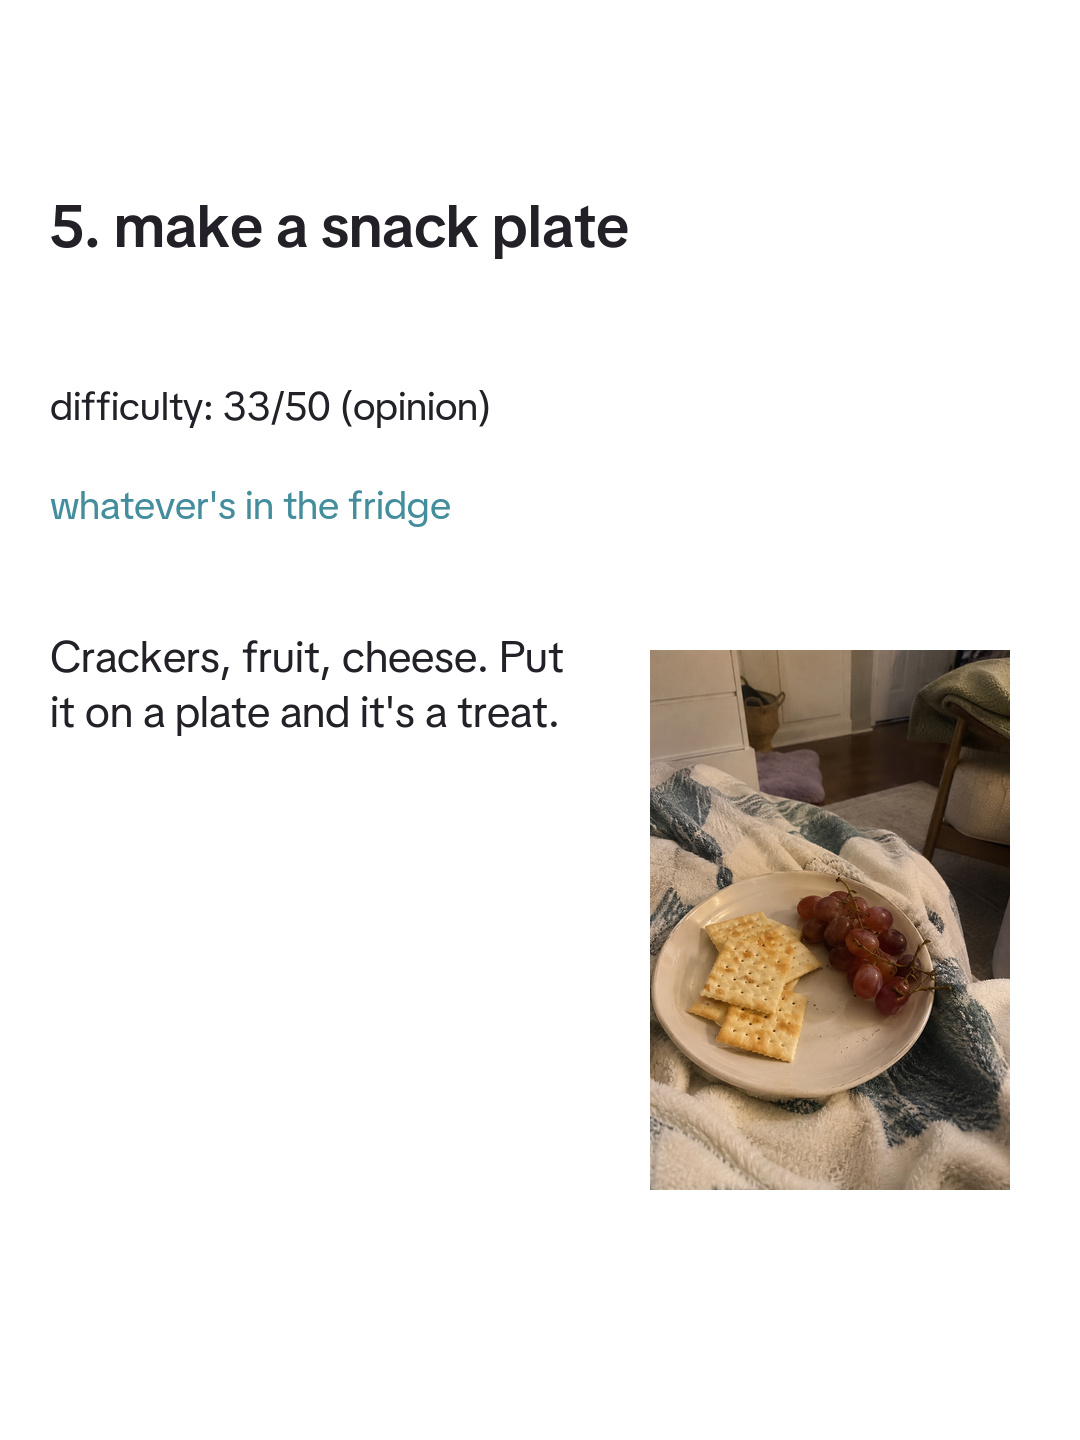 5. make a snack plate
difficulty: 33/50 (opinion)
whatever's in the fridge
Crackers, fruit, cheese. Put
it on a plate and it's a treat.